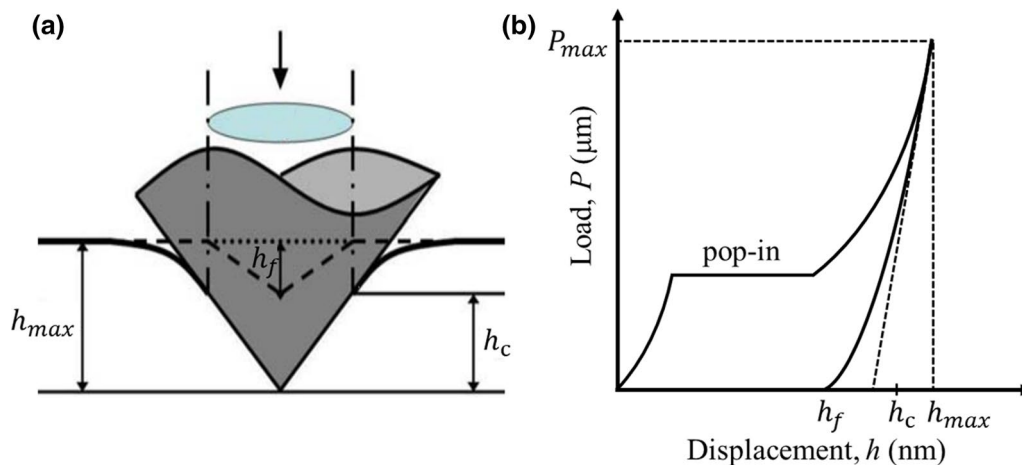 (a)
h_f
h_max
h_c
(b)
P_max
Load, P (μm)
pop-in
h_f
h_c
h_max
Displacement, h (nm)